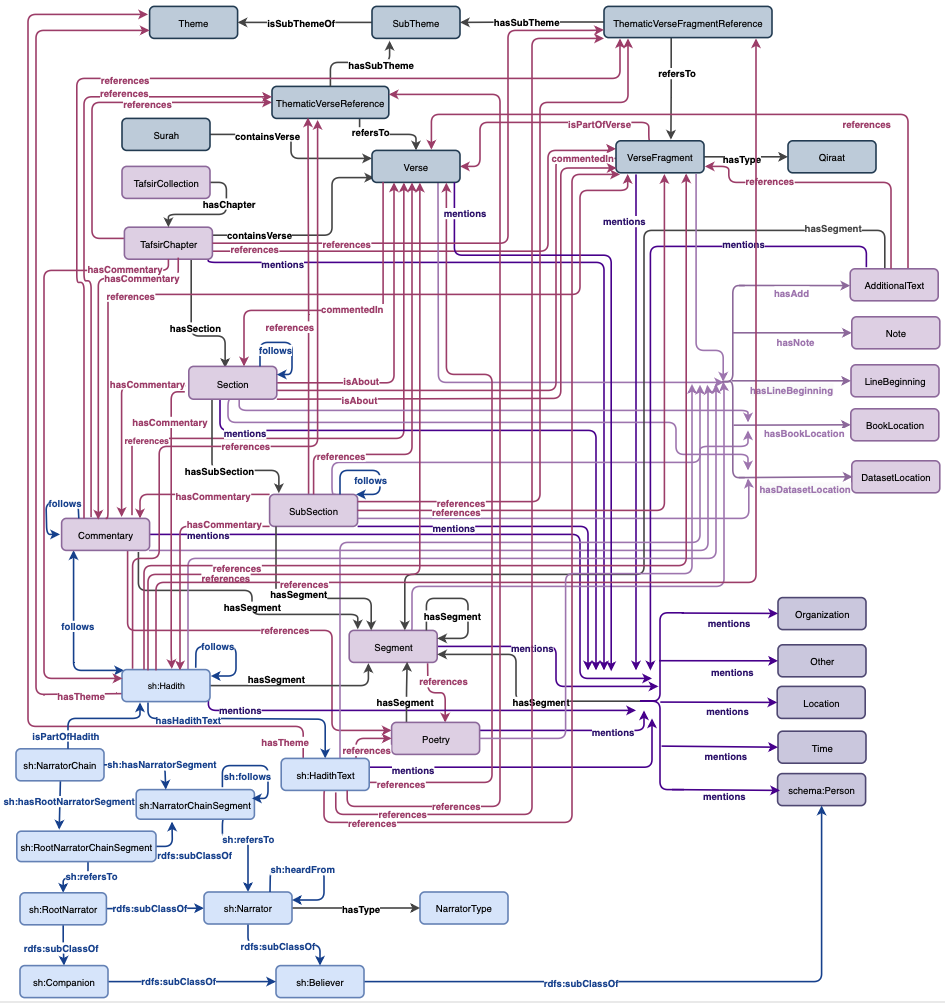 Theme
isSubThemeOf
SubTheme
hasSubTheme
ThematicVerseFragmentReference
hasSubTheme
refersTo
references
references
references
ThematicVerseReference
refersTo
isPartOfVerse
references
Surah
containsVerse
Verse
commentedIn
VerseFragment
hasType
Qiraat
references
TafsirCollection
hasChapter
mentions
mentions
TafsirChapter
containsVerse
references
references
mentions
hasSegment
mentions
hasCommentary
hasCommentary
references
AdditionalText
hasAdd
commentedIn
references
hasSection
follows
Note
hasNote
Section
hasCommentary
isAbout
isAbout
LineBeginning
hasLineBeginning
hasCommentary
mentions
references
references
BookLocation
hasBookLocation
references
hasSubSection
follows
DatasetLocation
hasDatasetLocation
hasCommentary
references
references
SubSection
follows
Commentary
hasCommentary
mentions
mentions
references
references
references
hasSegment
hasSegment
hasSegment
Organization
mentions
follows
references
Segment
follows
mentions
Other
mentions
sh:Hadith
hasSegment
references
hasTheme
hasSegment
hasSegment
Location
mentions
mentions
hasHadithText
isPartOfHadith
hasTheme
references
Poetry
mentions
Time
mentions
sh:NarratorChain
sh:hasNarratorSegment
sh:follows
sh:HadithText
mentions
references
schema:Person
mentions
sh:hasRootNarratorSegment
sh:NarratorChainSegment
references
references
references
sh:RootNarratorChainSegment
rdfs:subClassOf
sh:refersTo
sh:refersTo
sh:heardFrom
sh:RootNarrator
rdfs:subClassOf
sh:Narrator
hasType
NarratorType
rdfs:subClassOf
rdfs:subClassOf
sh:Companion
rdfs:subClassOf
sh:Believer
rdfs:subClassOf